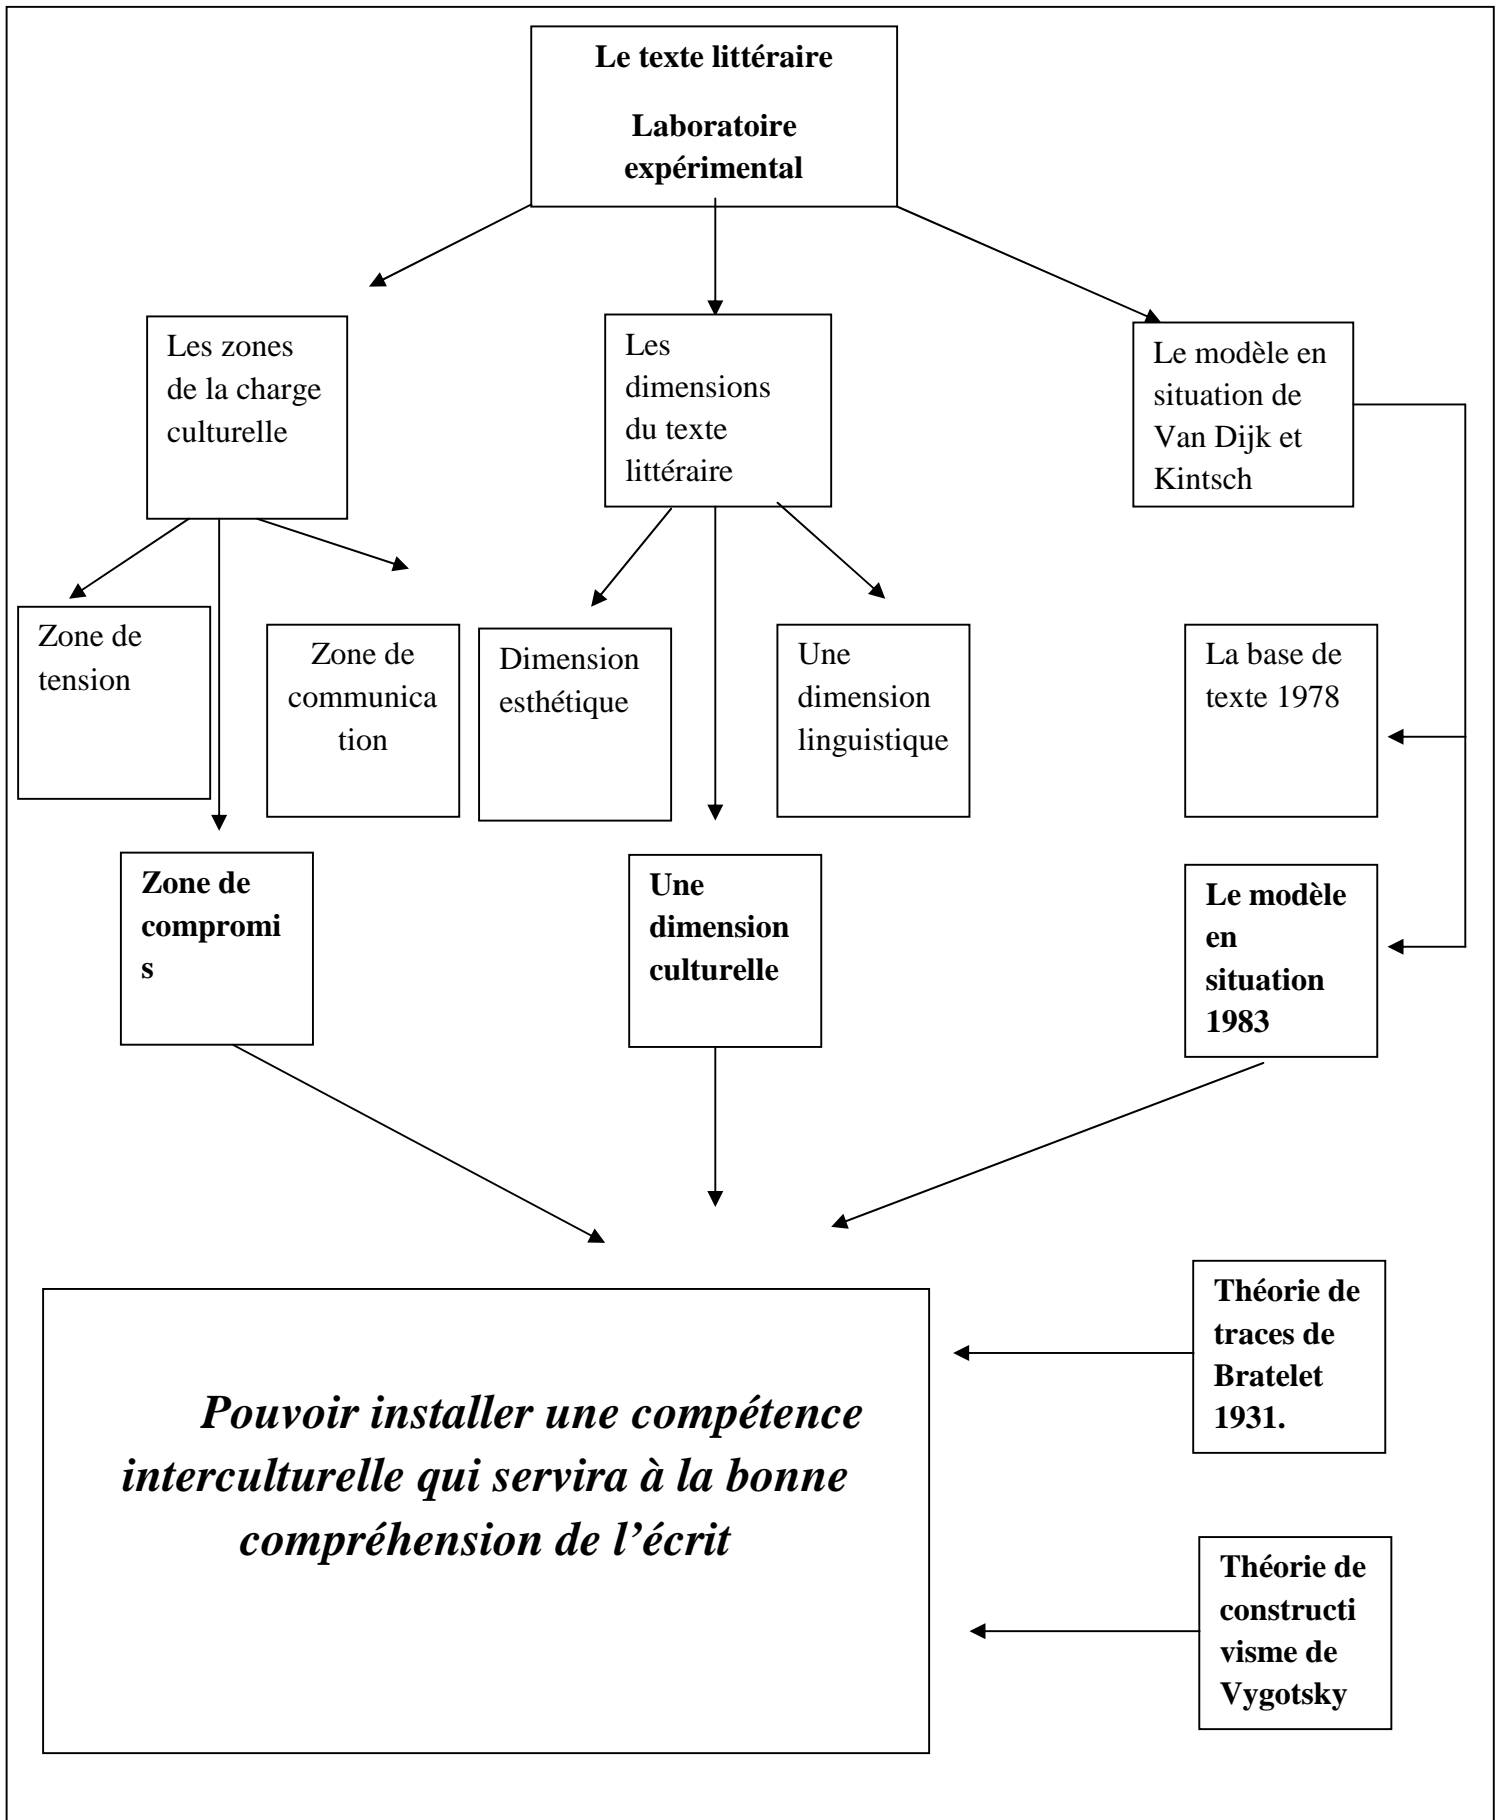 Le texte littéraire
Laboratoire
expérimental
Les zones
de la charge
culturelle
Les
dimensions
du texte
littéraire
Le modèle en
situation de
Van Dijk et
Kintsch
Zone de
tension
Zone de
communica
tion
Dimension
esthétique
Une
dimension
linguistique
La base de
texte 1978
Zone de
compromi
s
Une
dimension
culturelle
Le modèle
en
situation
1983
Pouvoir installer une compétence
interculturelle qui servira à la bonne
compréhension de l’écrit
Théorie de
traces de
Bratelet
1931.
Théorie de
constructi
visme de
Vygotsky